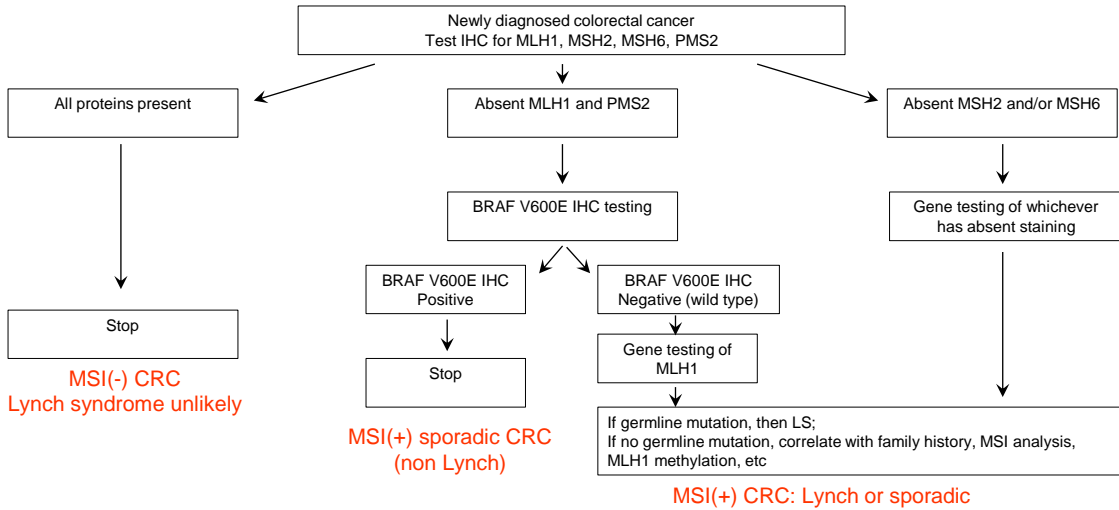 Newly diagnosed colorectal cancer
Test IHC for MLH1, MSH2, MSH6, PMS2
All proteins present
Absent MLH1 and PMS2
Absent MSH2 and/or MSH6
BRAF V600E IHC testing
Gene testing of whichever
has absent staining
BRAF V600E IHC
Positive
BRAF V600E IHC
Negative (wild type)
Stop
Gene testing of
MLH1
Stop
MSI(-) CRC
Lynch syndrome unlikely
MSI(+) sporadic CRC
(non Lynch)
If germline mutation, then LS;
If no germline mutation, correlate with family history, MSI analysis,
MLH1 methylation, etc
MSI(+) CRC: Lynch or sporadic